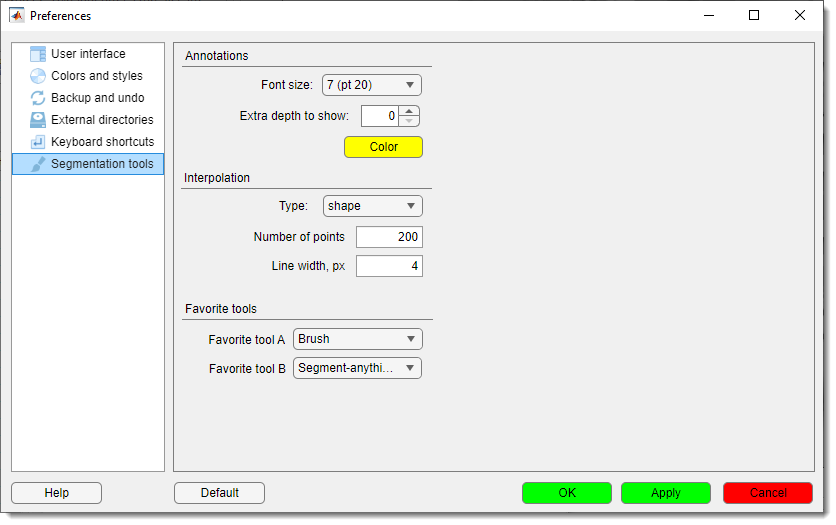 Preferences
User interface
Colors and styles
Backup and undo
External directories
Keyboard shortcuts
Segmentation tools
Annotations
Font size: 7 (pt 20)
Extra depth to show: 0
Color
Interpolation
Type: shape
Number of points 200
Line width, px 4
Favorite tools
Favorite tool A Brush
Favorite tool B Segment-anythi...
Help Default OK Apply Cancel